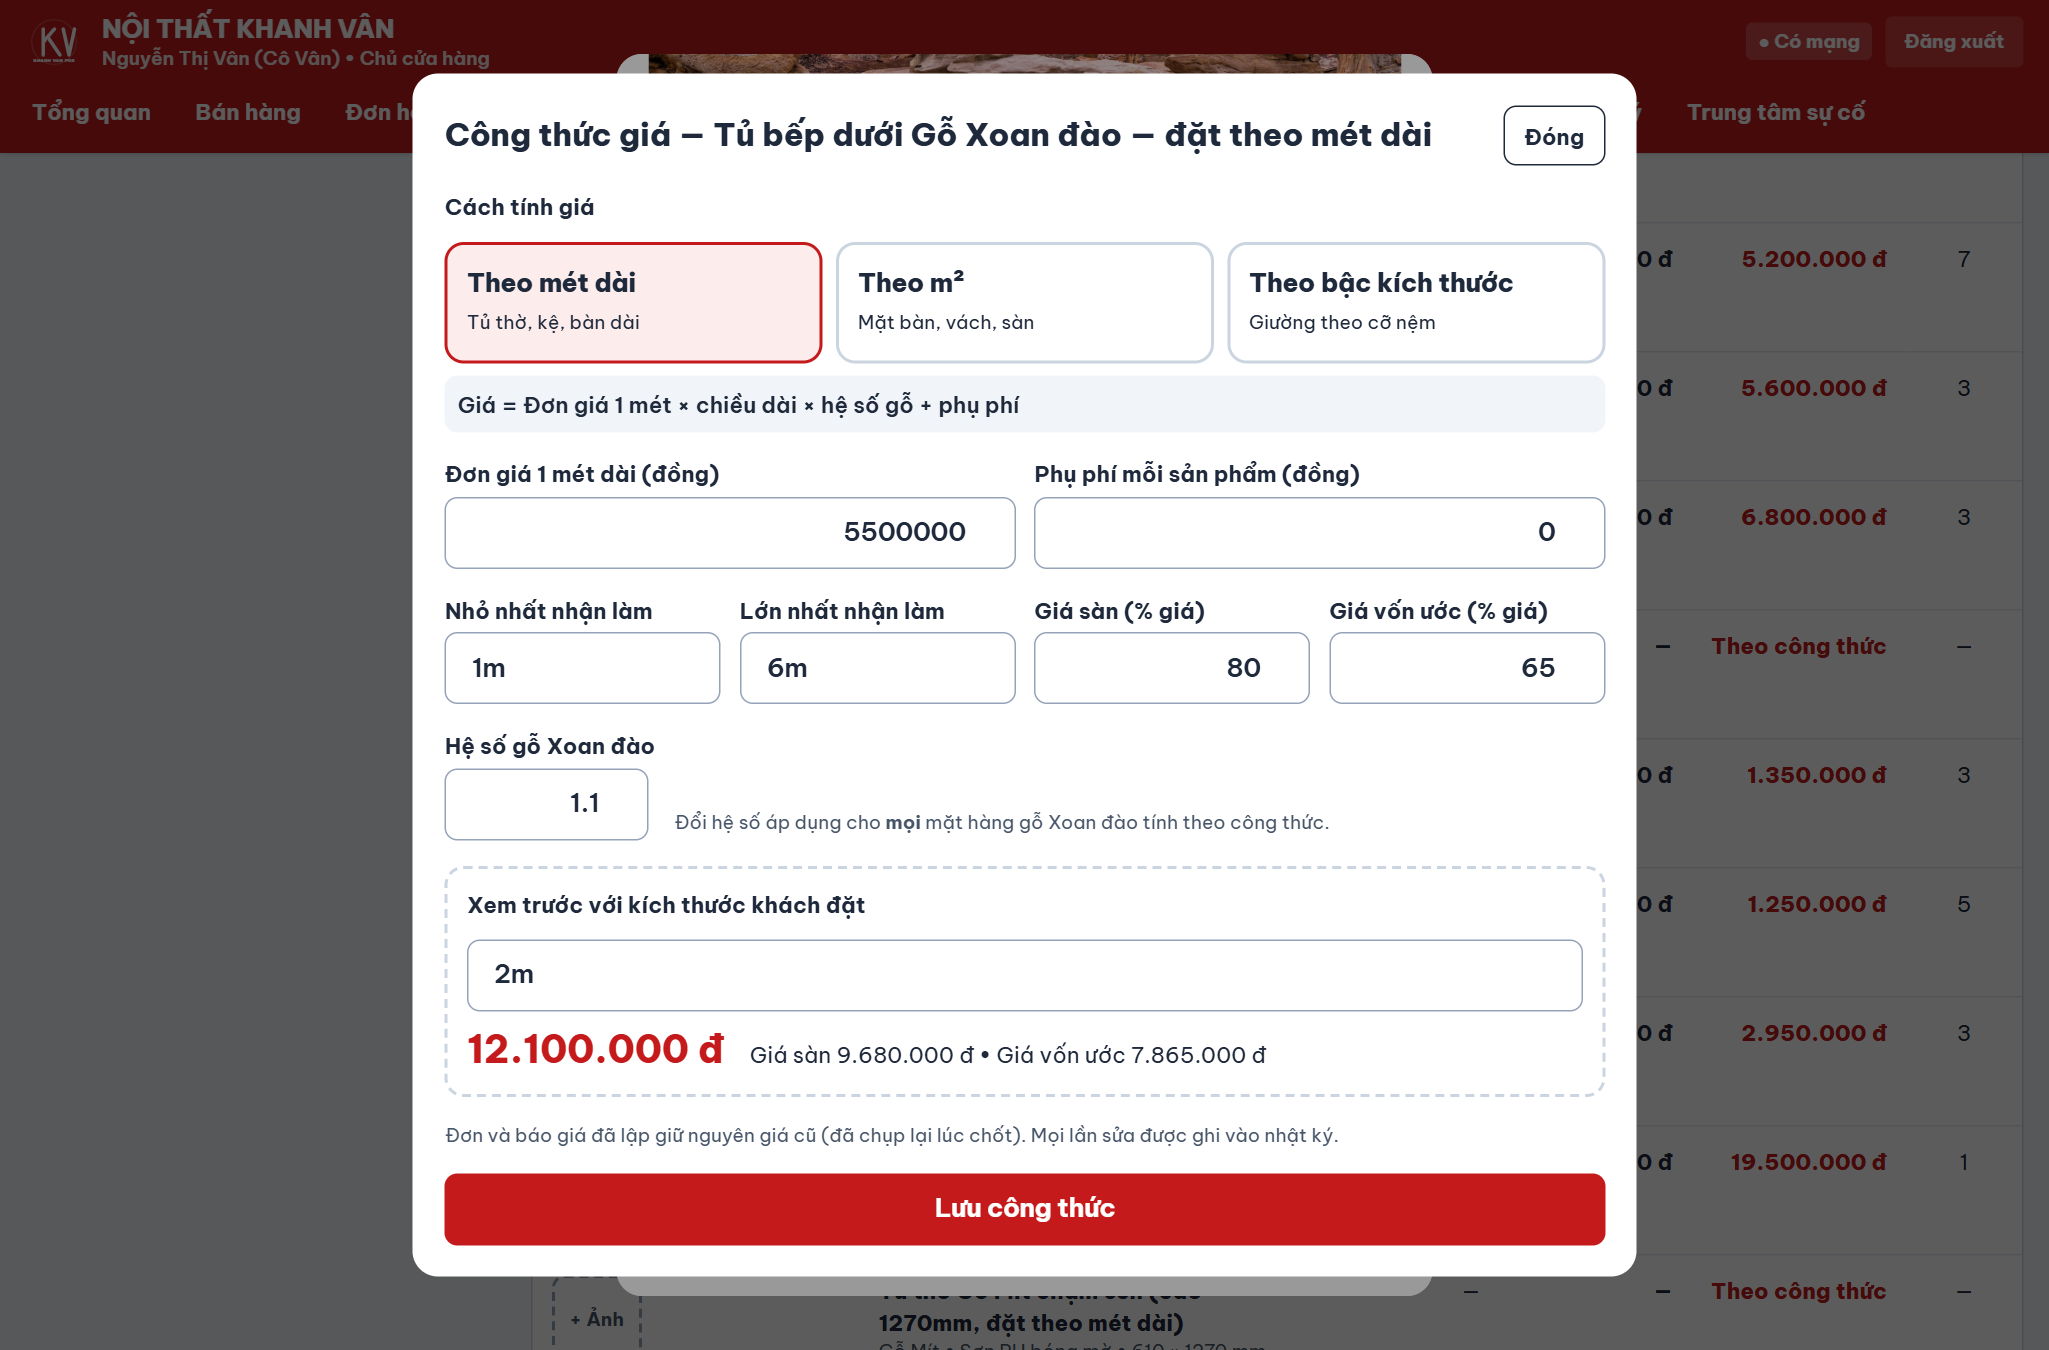 KV
NỘI THẤT KHANH VÂN
Nguyễn Thị Vân (Cô Vân) • Chủ cửa hàng
• Có mạng
Đăng xuất
Tổng quan
Bán hàng
Đơn
Trung tâm sự cố
Công thức giá — Tủ bếp dưới Gỗ Xoan đào — đặt theo mét dài
Đóng
Cách tính giá
Theo mét dài
Tủ thờ, kệ, bàn dài
Theo m²
Mặt bàn, vách, sàn
Theo bậc kích thước
Giường theo cỡ nệm
Giá = Đơn giá 1 mét × chiều dài × hệ số gỗ + phụ phí
Đơn giá 1 mét dài (đồng)
5500000
Phụ phí mỗi sản phẩm (đồng)
0
Nhỏ nhất nhận làm
1m
Lớn nhất nhận làm
6m
Giá sàn (% giá)
80
Giá vốn ước (% giá)
65
Hệ số gỗ Xoan đào
1.1
Đổi hệ số áp dụng cho mọi mặt hàng gỗ Xoan đào tính theo công thức.
Xem trước với kích thước khách đặt
2m
12.100.000 đ
Giá sàn 9.680.000 đ • Giá vốn ước 7.865.000 đ
Đơn và báo giá đã lập giữ nguyên giá cũ (đã chụp lại lúc chốt). Mọi lần sửa được ghi vào nhật ký.
Lưu công thức
0 đ 5.200.000 đ 7
0 đ 5.600.000 đ 3
0 đ 6.800.000 đ 3
— Theo công thức —
0 đ 1.350.000 đ 3
0 đ 1.250.000 đ 5
0 đ 2.950.000 đ 3
0 đ 19.500.000 đ 1
— — Theo công thức —
+ Ảnh
1270mm, đặt theo mét dài)